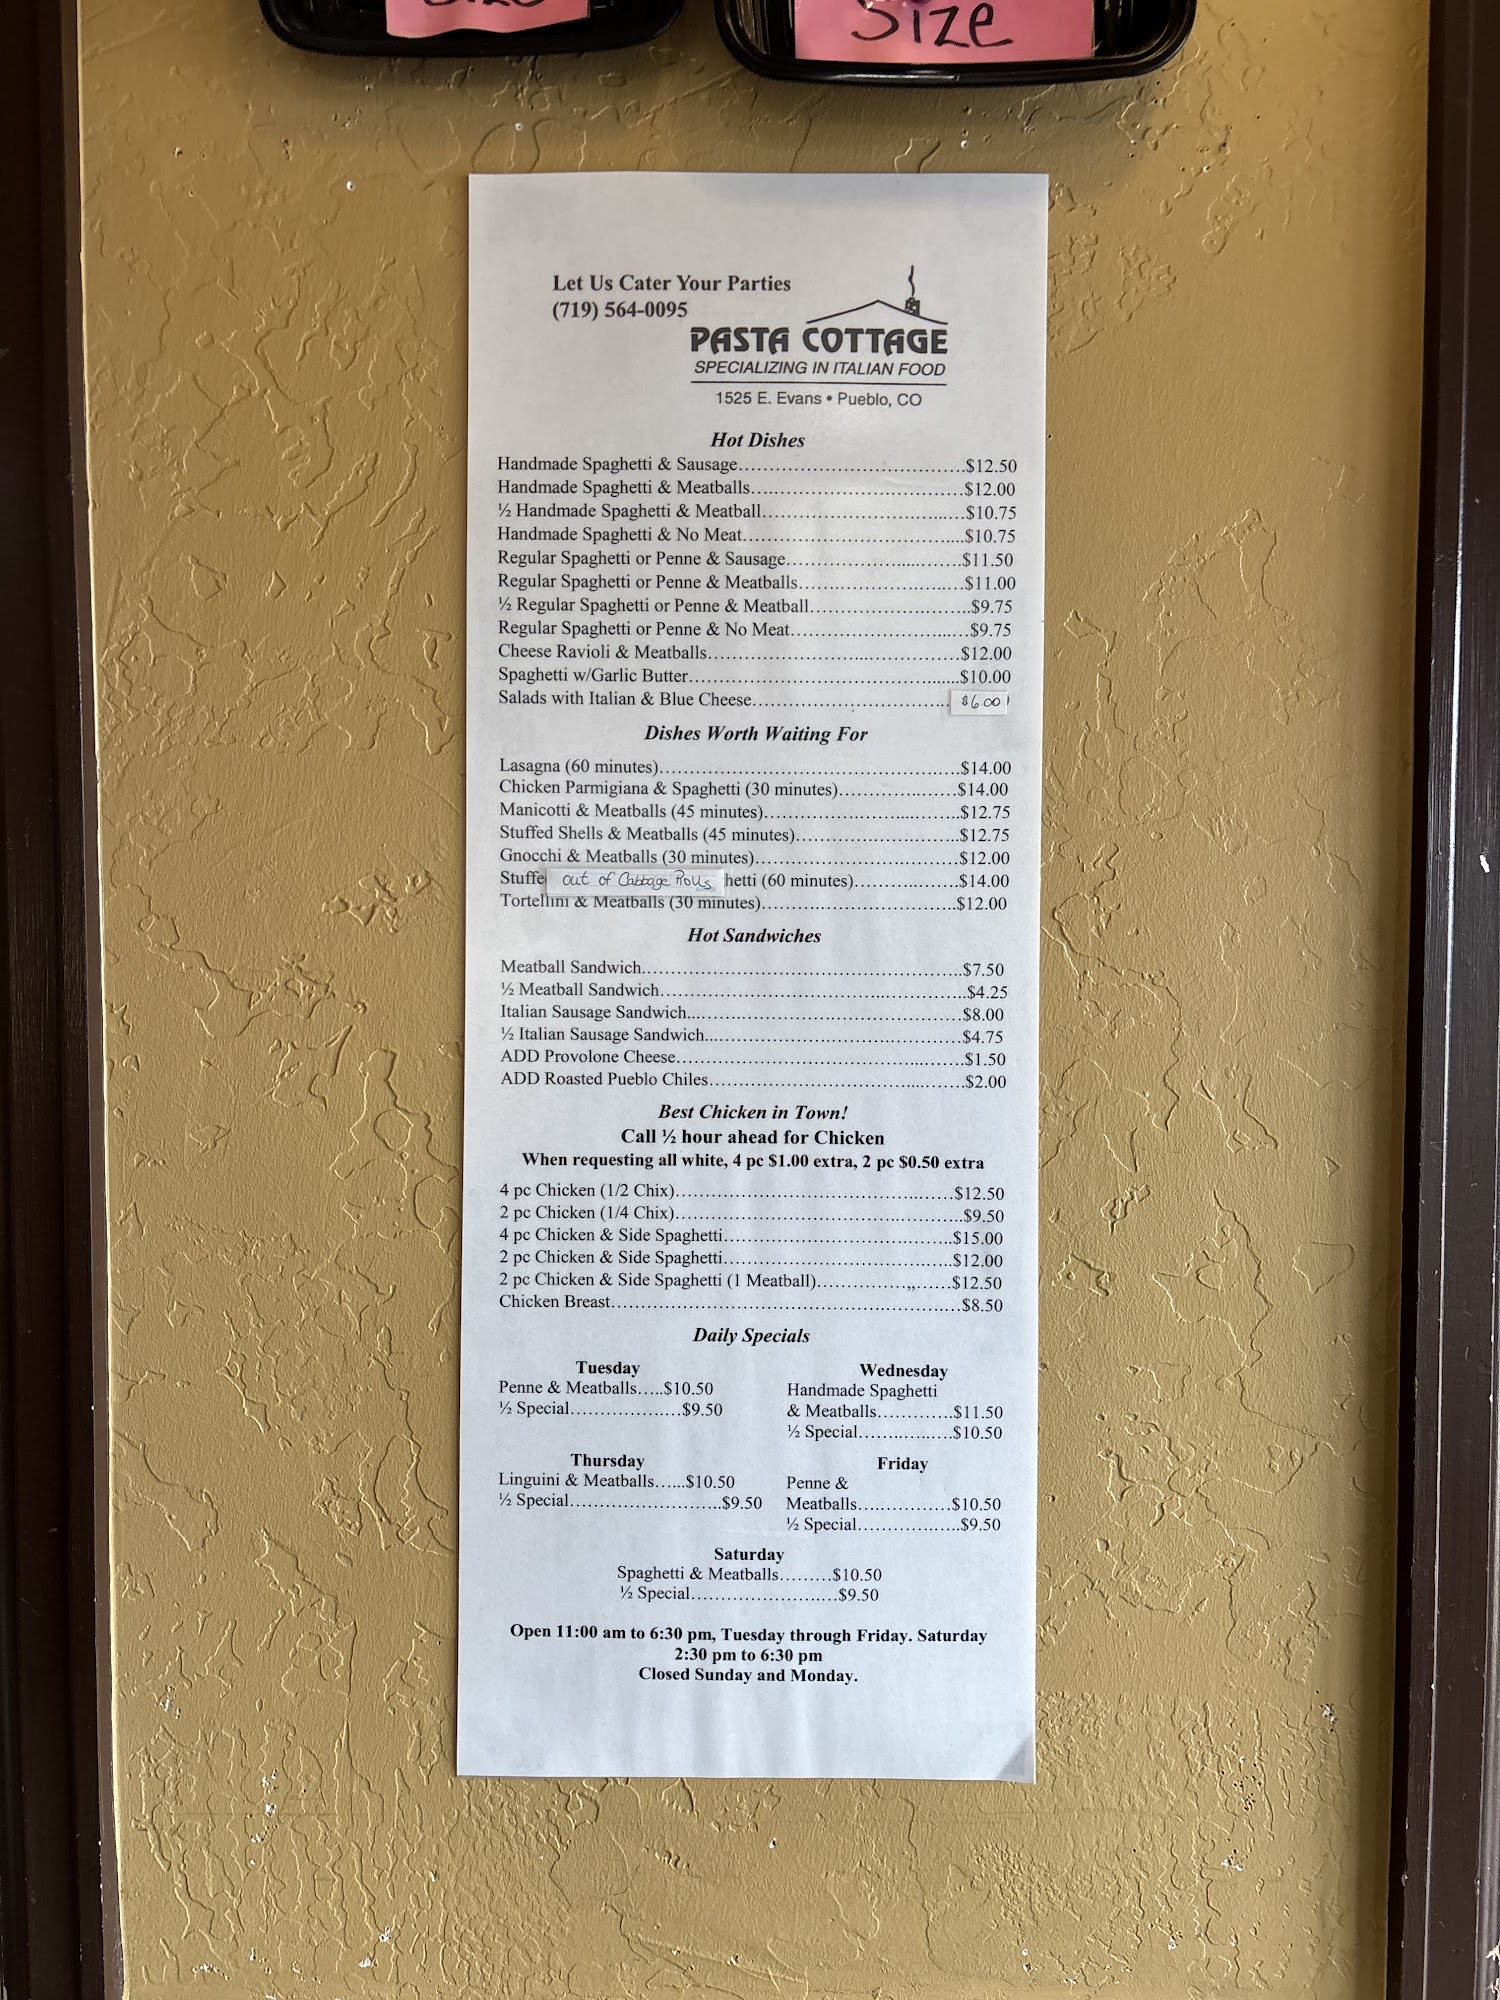 Size
Let Us Cater Your Parties
(719) 564-0095
PASTA COTTAGE
SPECIALIZING IN ITALIAN FOOD
1525 E. Evans • Pueblo, CO
Hot Dishes
Handmade Spaghetti & Sausage $12.50
Handmade Spaghetti & Meatballs $12.00
½ Handmade Spaghetti & Meatball $10.75
Handmade Spaghetti & No Meat $10.75
Regular Spaghetti or Penne & Sausage $11.50
Regular Spaghetti or Penne & Meatballs $11.00
½ Regular Spaghetti or Penne & Meatball $9.75
Regular Spaghetti or Penne & No Meat $9.75
Cheese Ravioli & Meatballs $12.00
Spaghetti w/Garlic Butter $10.00
Salads with Italian & Blue Cheese $6.00
Dishes Worth Waiting For
Lasagna (60 minutes) $14.00
Chicken Parmigiana & Spaghetti (30 minutes) $14.00
Manicotti & Meatballs (45 minutes) $12.75
Stuffed Shells & Meatballs (45 minutes) $12.75
Gnocchi & Meatballs (30 minutes) $12.00
Stuffe out of Cabbage Rolls hetti (60 minutes) $14.00
Tortellini & Meatballs (30 minutes) $12.00
Hot Sandwiches
Meatball Sandwich $7.50
½ Meatball Sandwich $4.25
Italian Sausage Sandwich $8.00
½ Italian Sausage Sandwich $4.75
ADD Provolone Cheese $1.50
ADD Roasted Pueblo Chiles $2.00
Best Chicken in Town!
Call ½ hour ahead for Chicken
When requesting all white, 4 pc $1.00 extra, 2 pc $0.50 extra
4 pc Chicken (1/2 Chix) $12.50
2 pc Chicken (1/4 Chix) $9.50
4 pc Chicken & Side Spaghetti $15.00
2 pc Chicken & Side Spaghetti $12.00
2 pc Chicken & Side Spaghetti (1 Meatball) $12.50
Chicken Breast $8.50
Daily Specials
Tuesday
Penne & Meatballs $10.50
½ Special $9.50
Wednesday
Handmade Spaghetti
& Meatballs $11.50
½ Special $10.50
Thursday
Linguini & Meatballs $10.50
½ Special $9.50
Friday
Penne &
Meatballs $10.50
½ Special $9.50
Saturday
Spaghetti & Meatballs $10.50
½ Special $9.50
Open 11:00 am to 6:30 pm, Tuesday through Friday. Saturday
2:30 pm to 6:30 pm
Closed Sunday and Monday.